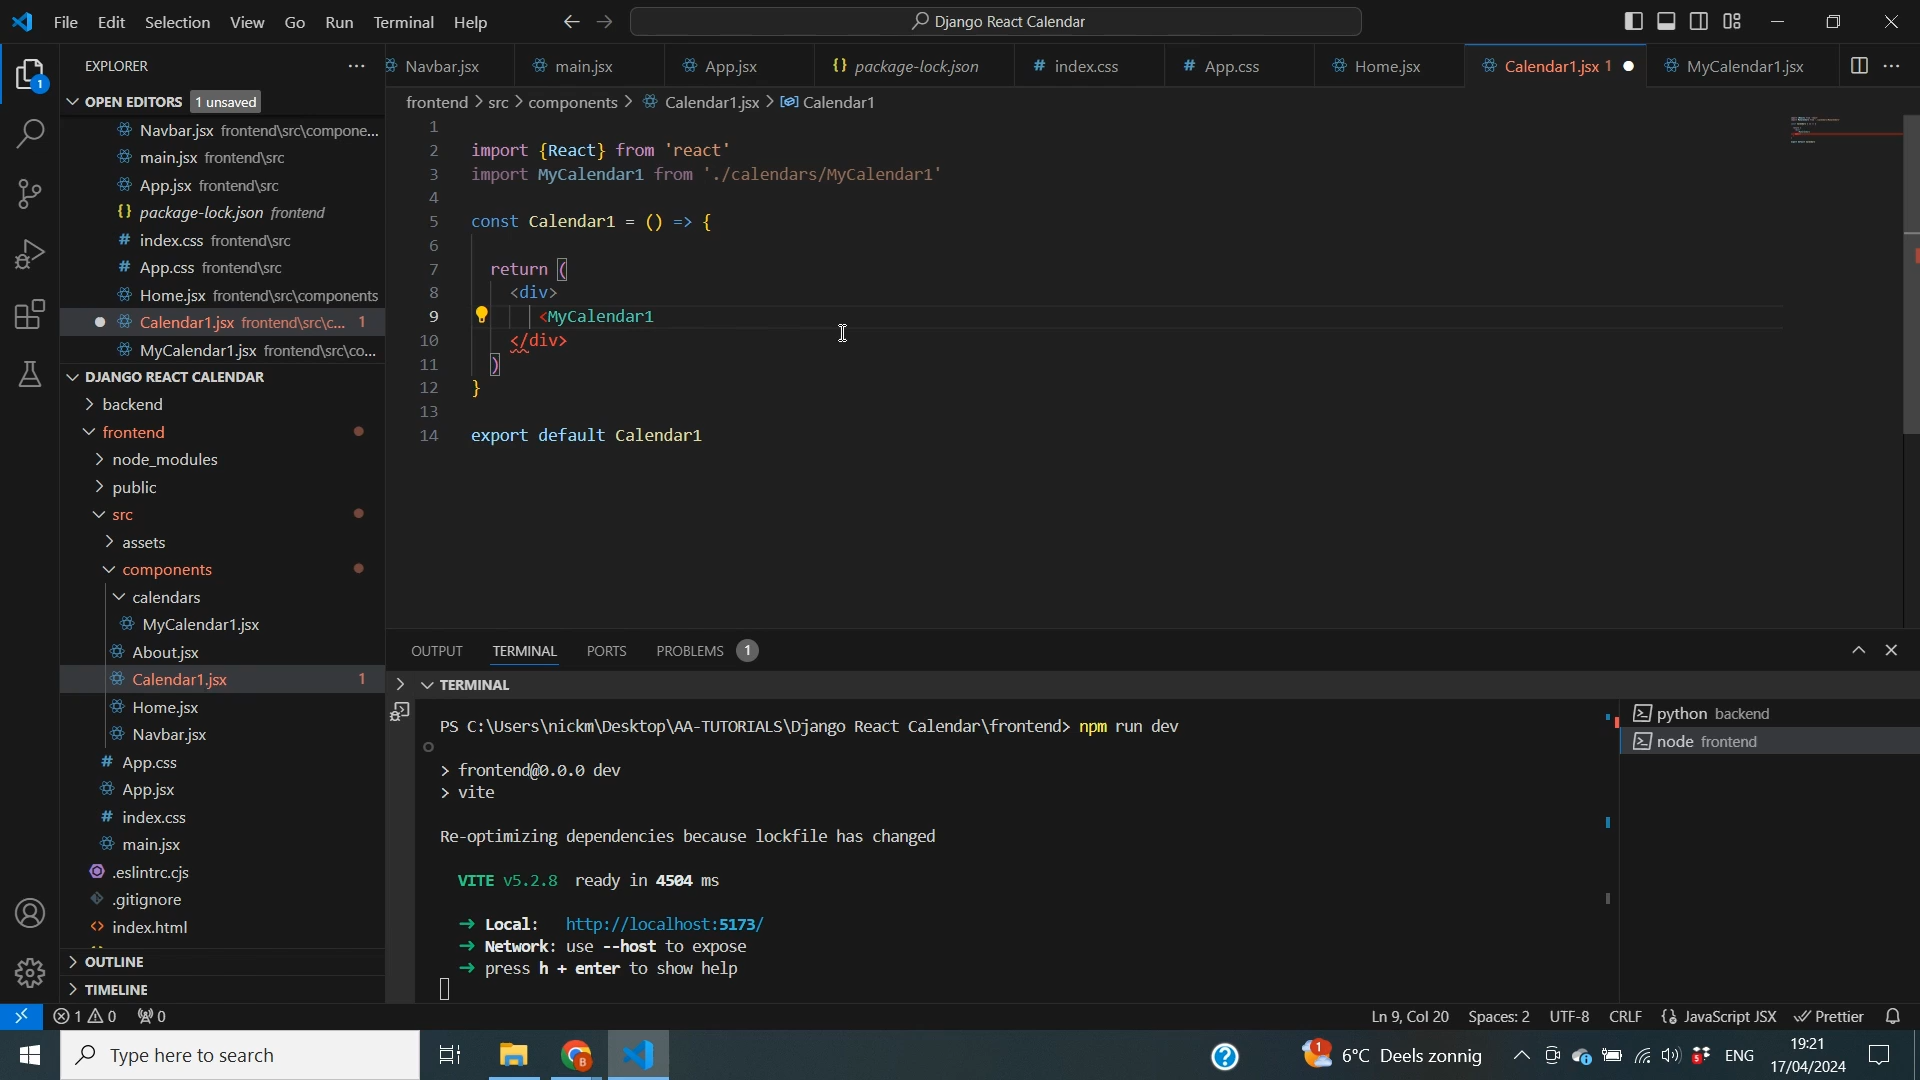 File Edit Selection View Go Run Terminal Help
Django React Calendar
EXPLORER
OPEN EDITORS 1 unsaved
Navbar.jsx frontend\src\compone...
main.jsx frontend\src
App.jsx frontend\src
{} package-lock.json frontend
# index.css frontend\src
# App.css frontend\src
Home.jsx frontend\src\components
Calendar1.jsx frontend\src\c... 1
MyCalendar1.jsx frontend\src\co...
DJANGO REACT CALENDAR
backend
frontend
node_modules
public
src
assets
components
calendars
MyCalendar1.jsx
About.jsx
Calendar1.jsx 1
Home.jsx
Navbar.jsx
# App.css
App.jsx
# index.css
main.jsx
.eslintrc.cjs
.gitignore
index.html
OUTLINE
TIMELINE
Navbar.jsx main.jsx App.jsx {} package-lock.json # index.css # App.css Home.jsx Calendar1.jsx 1 MyCalendar1.jsx
frontend > src > components > Calendar1.jsx > Calendar1
1
2 import {React} from 'react'
3 import MyCalendar1 from './calendars/MyCalendar1'
4
5 const Calendar1 = () => {
6
7 return (
8 <div>
9 <MyCalendar1
10 </div>
11 )
12 }
13
14 export default Calendar1
OUTPUT TERMINAL PORTS PROBLEMS 1
TERMINAL
PS C:\Users\nickm\Desktop\AA-TUTORIALS\Django React Calendar\frontend> npm run dev
> frontend@0.0.0 dev
> vite
Re-optimizing dependencies because lockfile has changed
VITE v5.2.8 ready in 4504 ms
→ Local: http://localhost:5173/
→ Network: use --host to expose
→ press h + enter to show help
python backend
node frontend
1 0 0 Ln 9, Col 20 Spaces: 2 UTF-8 CRLF {} JavaScript JSX Prettier
Type here to search
1 6°C Deels zonnig ENG 19:21
17/04/2024